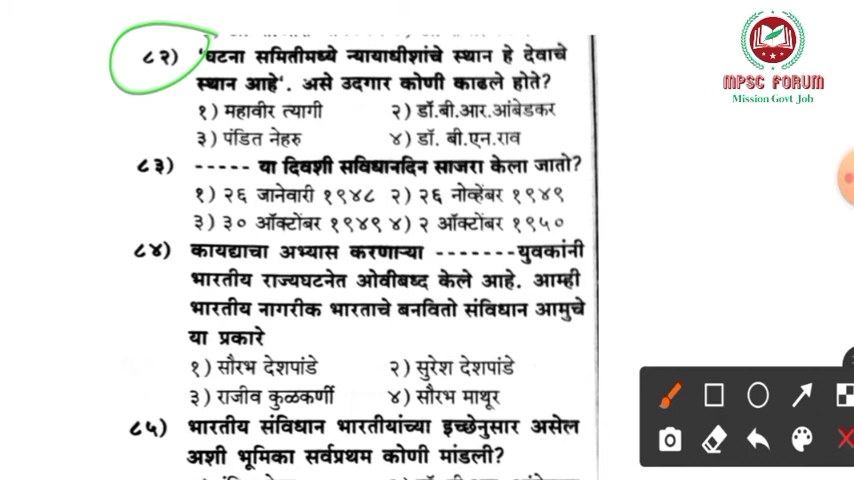 ८२) 'घटना समितीमध्ये न्यायाधीशांचे स्थान हे देवाचे
स्थान आहे'. असे उदगार कोणी काढले होते?
१) महावीर त्यागी २) डॉ.बी.आर.आंबेडकर
३) पंडित नेहरु ४) डॉ. बी.एन.राव
८३) ----- या दिवशी सविधानदिन साजरा केला जातो?
१) २६ जानेवारी १९४८ २) २६ नोव्हेंबर १९४९
३) ३० ऑक्टोंबर १९४९ ४) २ ऑक्टोंबर १९५०
८४) कायद्याचा अभ्यास करणाऱ्या -------युवकांनी
भारतीय राज्यघटनेत ओवीबध्द केले आहे. आम्ही
भारतीय नागरीक भारताचे बनवितो संविधान आमुचे
या प्रकारे
१) सौरभ देशपांडे २) सुरेश देशपांडे
३) राजीव कुळकर्णी ४) सौरभ माथूर
८५) भारतीय संविधान भारतीयांच्या इच्छेनुसार असेल
अशी भूमिका सर्वप्रथम कोणी मांडली?
MPSC FORUM
Mission Govt Job